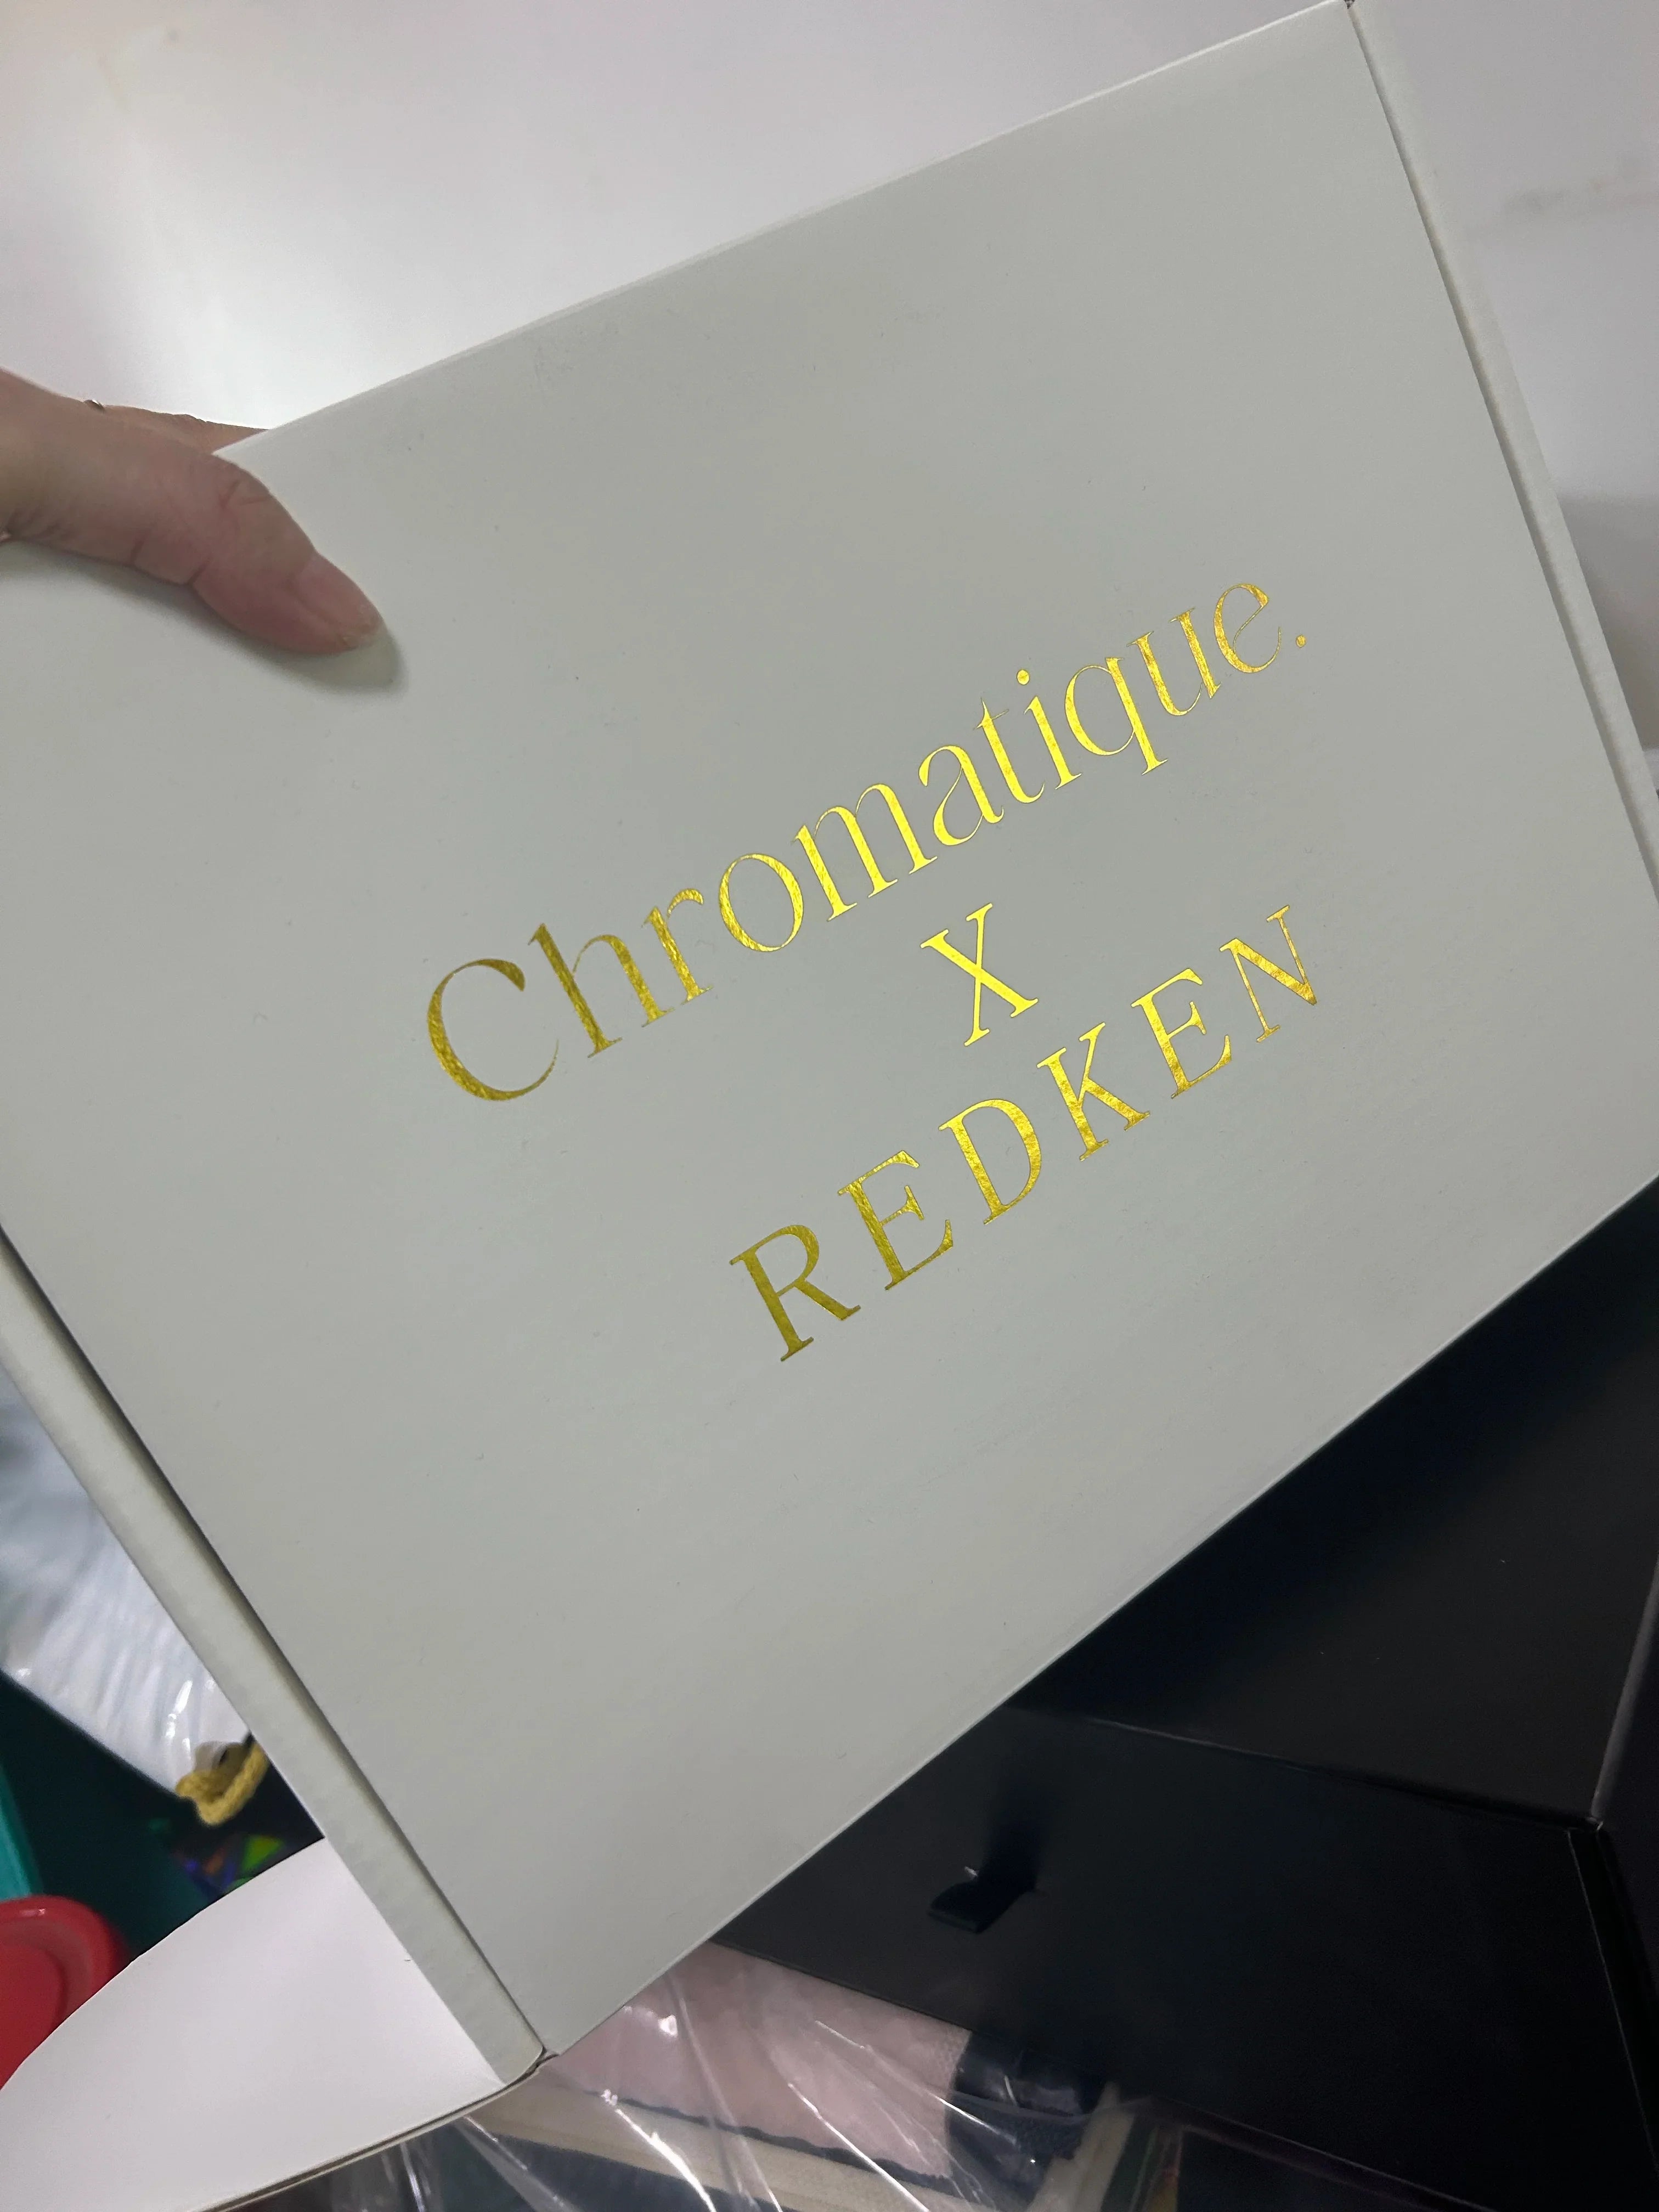 Chromatique.
X
REDKEN